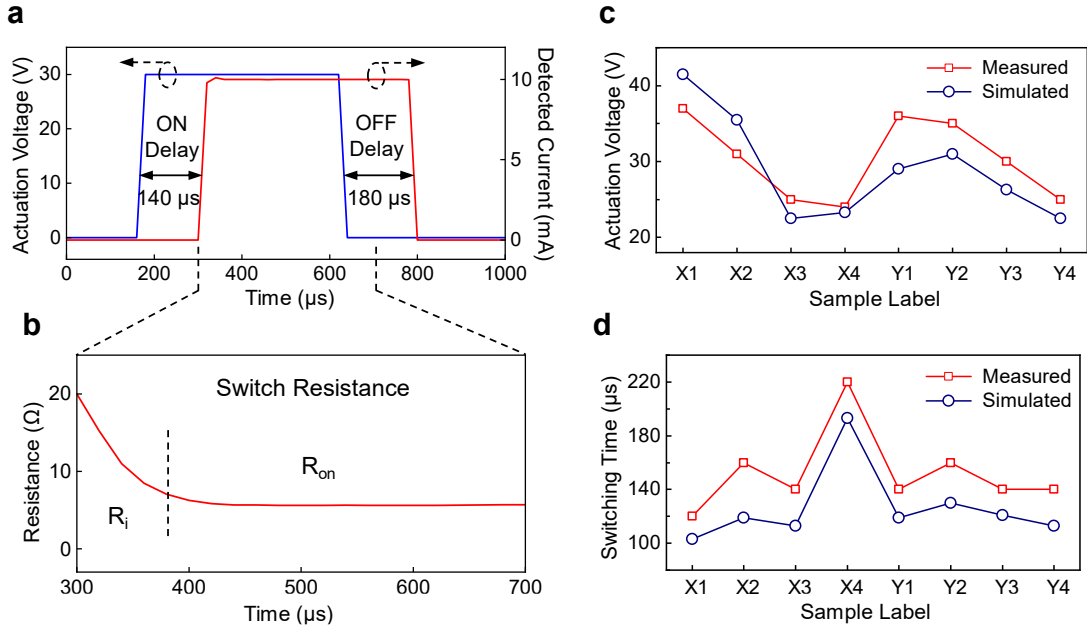 a
Actuation Voltage (V)
30
20
10
0
ON
Delay
140 μs
OFF
Delay
180 μs
10
5
0
Detected Current (mA)
0 200 400 600 800 1000
Time (μs)
b
Resistance (Ω)
20
10
0
Switch Resistance
Ri
Ron
300 400 500 600 700
Time (μs)
c
Actuation Voltage (V)
40
30
20
Measured
Simulated
X1 X2 X3 X4 Y1 Y2 Y3 Y4
Sample Label
d
Switching Time (μs)
220
180
140
100
Measured
Simulated
X1 X2 X3 X4 Y1 Y2 Y3 Y4
Sample Label